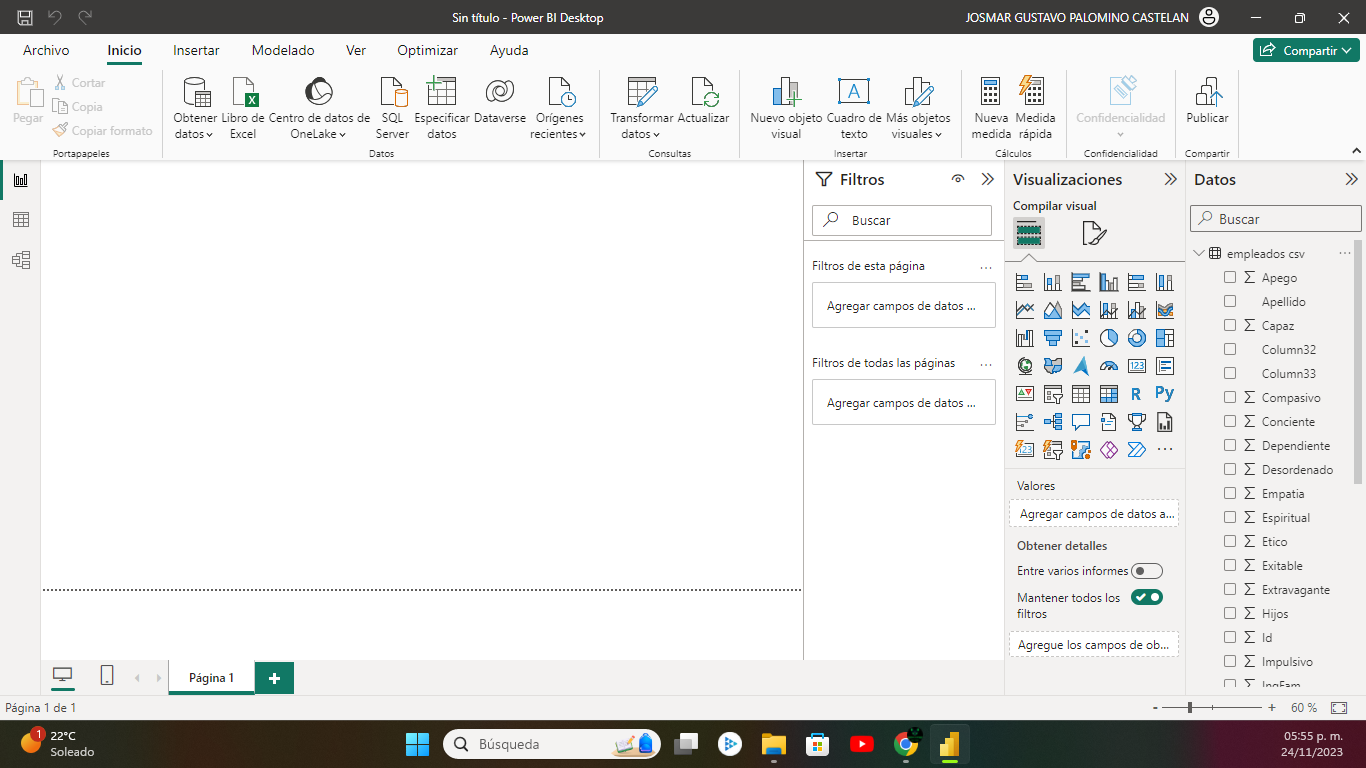 Sin título - Power BI Desktop
JOSMAR GUSTAVO PALOMINO CASTELAN
Archivo
Inicio
Insertar
Modelado
Ver
Optimizar
Ayuda
Compartir
Pegar
Cortar
Copia
Copiar formato
Portapapeles
Obtener
datos
Libro de
Excel
Centro de datos de
OneLake
SQL
Server
Especificar
datos
Dataverse
Orígenes
recientes
Datos
Transformar
datos
Actualizar
Consultas
Nuevo objeto
visual
A
Cuadro de
texto
Más objetos
visuales
Insertar
Nueva
medida
Medida
rápida
Cálculos
Confidencialidad
Confidencialidad
Publicar
Compartir
Filtros
Buscar
Filtros de esta página
...
Agregar campos de datos ...
Filtros de todas las páginas
...
Agregar campos de datos ...
Visualizaciones
Compilar visual
123
R
Py
123
...
Valores
Agregar campos de datos a...
Obtener detalles
Entre varios informes
Mantener todos los
filtros
Agregue los campos de ob...
Datos
Buscar
empleados csv
...
∑ Apego
Apellido
∑ Capaz
Column32
Column33
∑ Compasivo
∑ Conciente
∑ Dependiente
∑ Desordenado
∑ Empatia
∑ Espiritual
∑ Etico
∑ Exitable
∑ Extravagante
∑ Hijos
∑ Id
∑ Impulsivo
∑ IngFam
Página 1
+
Página 1 de 1
- + 60 %
1
22°C
Soleado
Búsqueda
05:55 p. m.
24/11/2023